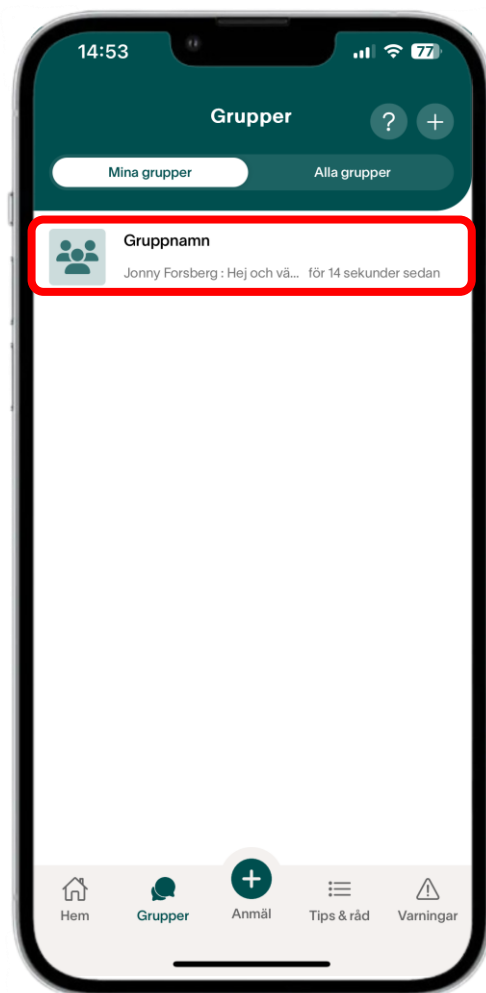 14:53
77
Grupper
?
+
Mina grupper
Alla grupper
Gruppnamn
Jonny Forsberg : Hej och vä... för 14 sekunder sedan
+
Hem
Grupper
Anmäl
Tips & råd
Varningar